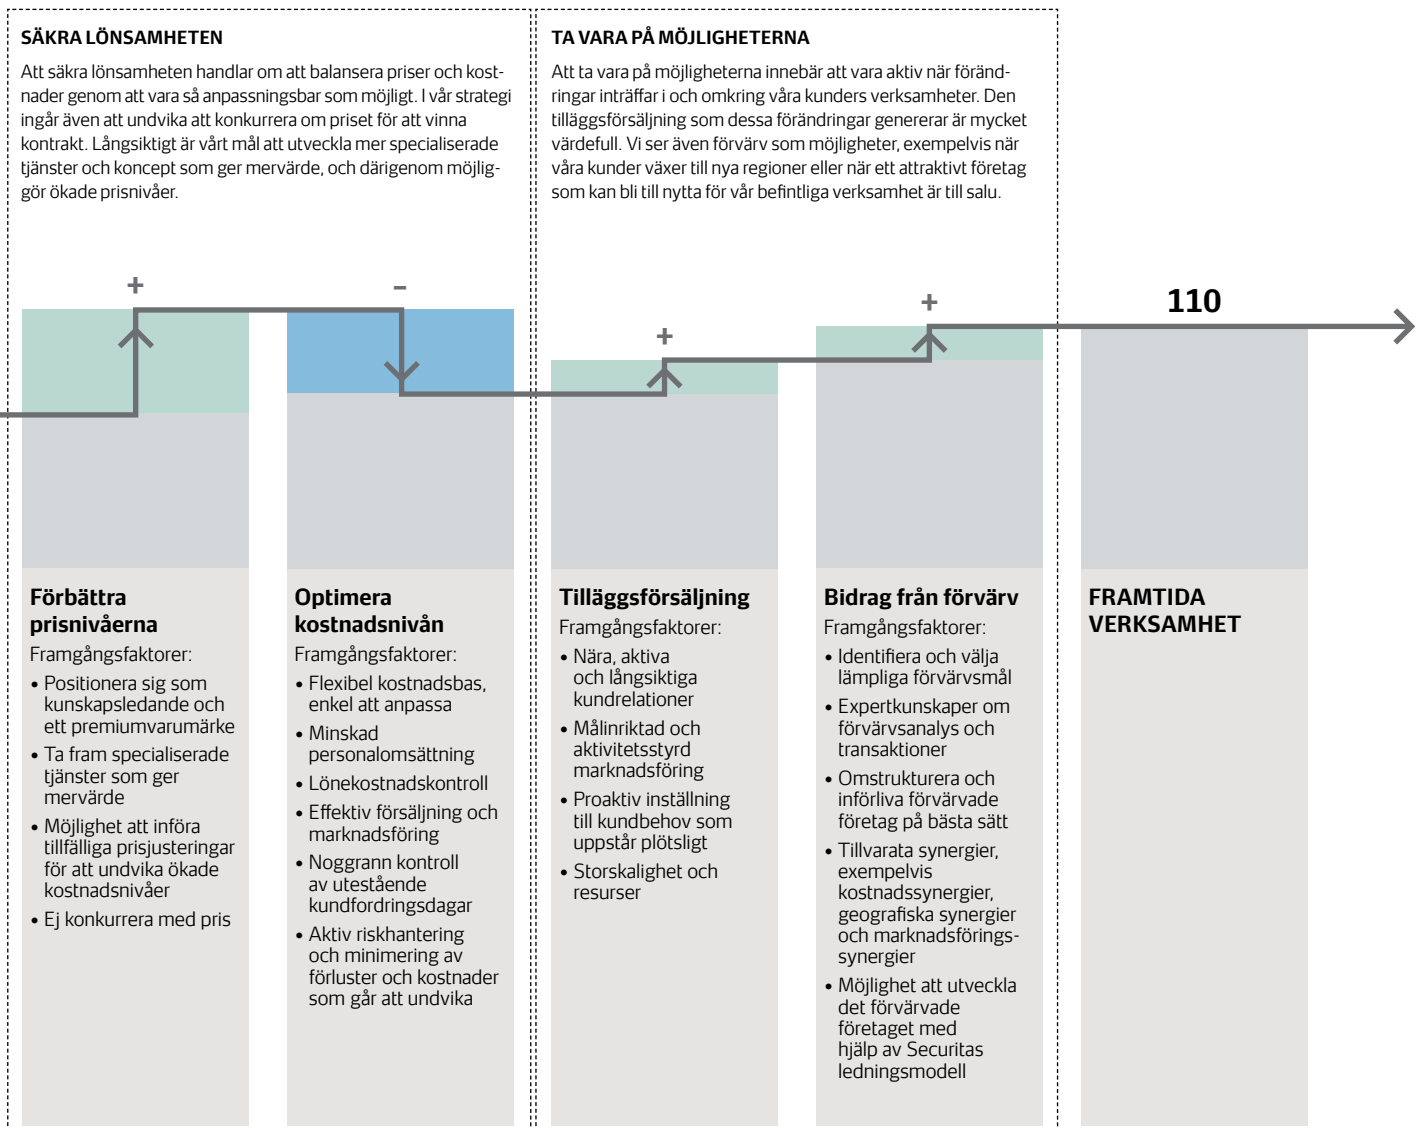 SÄKRA LÖNSAMHETEN
Att säkra lönsamheten handlar om att balansera priser och kost-
nader genom att vara så anpassningsbar som möjligt. I vår strategi
ingår även att undvika att konkurrera om priset för att vinna
kontrakt. Långsiktigt är vårt mål att utveckla mer specialiserade
tjänster och koncept som ger mervärde, och därigenom möjlig-
gör ökade prisnivåer.
TA VARA PÅ MÖJLIGHETERNA
Att ta vara på möjligheterna innebär att vara aktiv när föränd-
ringar inträffar i och omkring våra kunders verksamheter. Den
tilläggsförsäljning som dessa förändringar genererar är mycket
värdefull. Vi ser även förvärv som möjligheter, exempelvis när
våra kunder växer till nya regioner eller när ett attraktivt företag
som kan bli till nytta för vår befintliga verksamhet är till salu.
+
–
+
+
110
Förbättra
prisnivåerna
Framgångsfaktorer:
• Positionera sig som
kunskapsledande och
ett premiumvarumärke
• Ta fram specialiserade
tjänster som ger
mervärde
• Möjlighet att införa
tillfälliga prisjusteringar
för att undvika ökade
kostnadsnivåer
• Ej konkurrera med pris
Optimera
kostnadsnivån
Framgångsfaktorer:
• Flexibel kostnadsbas,
enkel att anpassa
• Minskad
personalomsättning
• Lönekostnadskontroll
• Effektiv försäljning och
marknadsföring
• Noggrann kontroll
av utestående
kundfordringsdagar
• Aktiv riskhantering
och minimering av
förluster och kostnader
som går att undvika
Tilläggsförsäljning
Framgångsfaktorer:
• Nära, aktiva
och långsiktiga
kundrelationer
• Målinriktad och
aktivitetsstyrd
marknadsföring
• Proaktiv inställning
till kundbehov som
uppstår plötsligt
• Storskalighet och
resurser
Bidrag från förvärv
Framgångsfaktorer:
• Identifiera och välja
lämpliga förvärvsmål
• Expertkunskaper om
förvärvsanalys och
transaktioner
• Omstrukturera och
införliva förvärvade
företag på bästa sätt
• Tillvarata synergier,
exempelvis
kostnadssynergier,
geografiska synergier
och marknadsförings-
synergier
• Möjlighet att utveckla
det förvärvade
företaget med
hjälp av Securitas
ledningsmodell
FRAMTIDA
VERKSAMHET